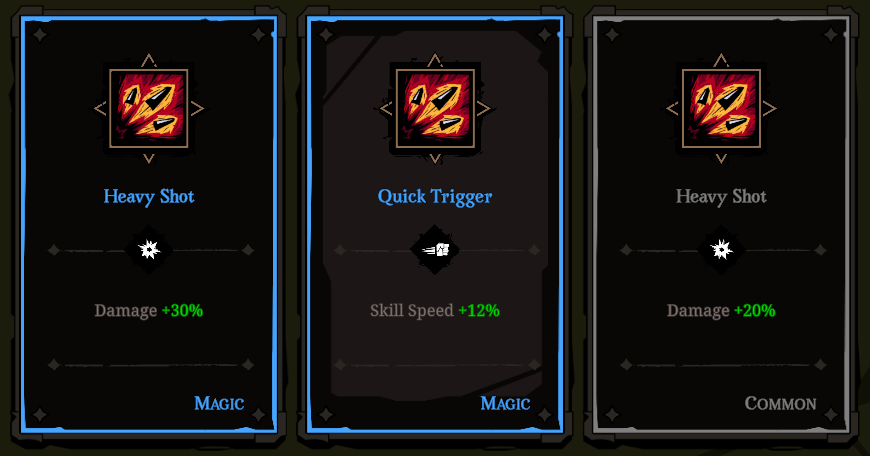 Heavy Shot
Damage +30%
Magic
Quick Trigger
Skill Speed +12%
Magic
Heavy Shot
Damage +20%
Common